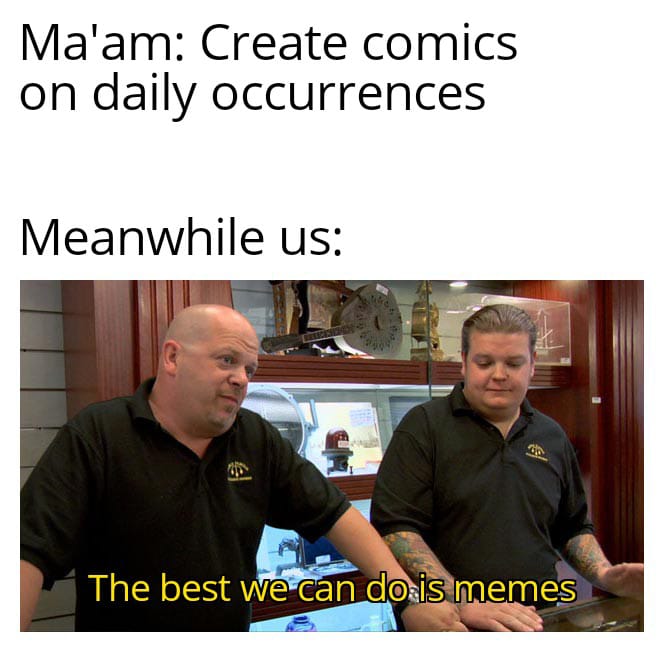 Ma'am: Create comics
on daily occurrences
Meanwhile us:
The best we can do is memes